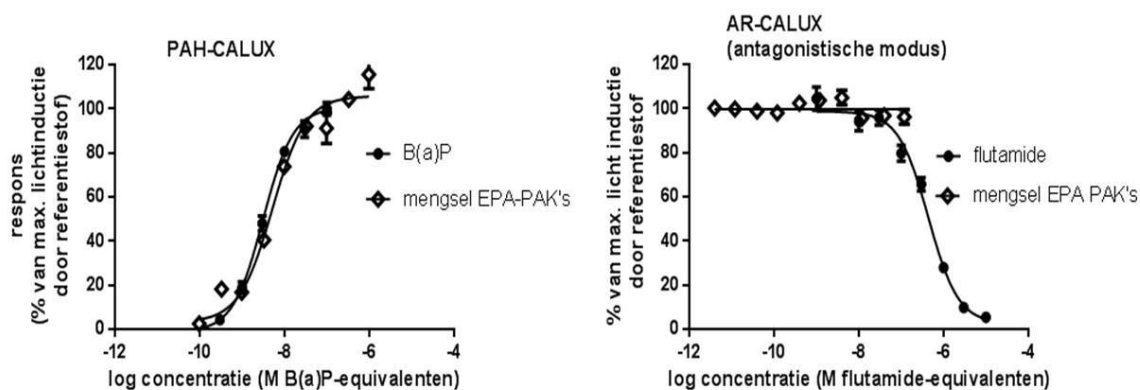 PAH-CALUX
respons
(% van max. lichtinductie
door referentiestof)
120
100
80
60
40
20
0
B(a)P
mengsel EPA-PAK's
-12
-10
-8
-6
-4
log concentratie (M B(a)P-equivalenten)
AR-CALUX
(antagonistische modus)
% van max. licht inductie
door referentiestof
120
100
80
60
40
20
0
flutamide
mengsel EPA PAK's
-12
-10
-8
-6
-4
log concentratie (M flutamide-equivalenten)